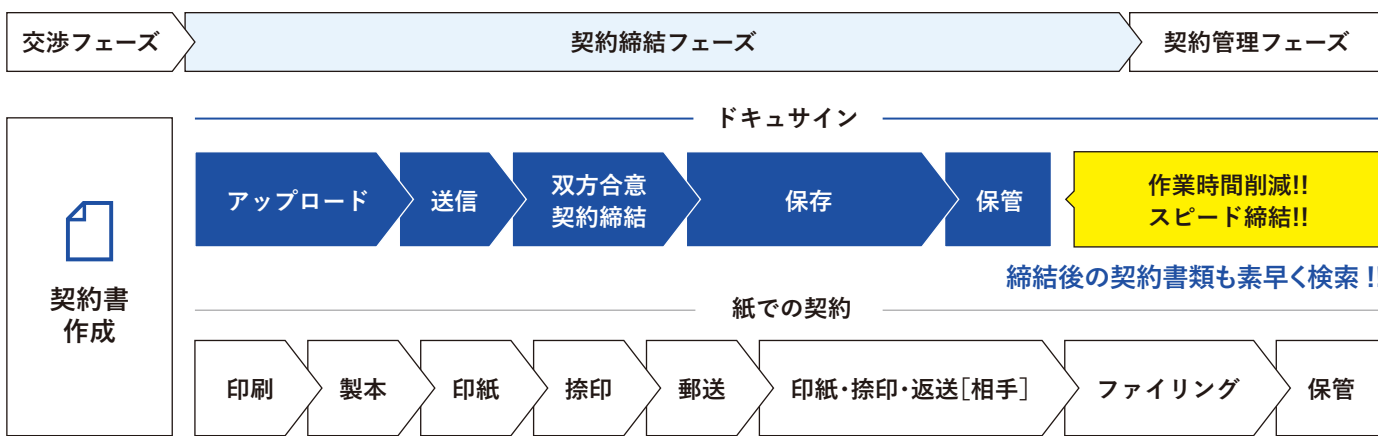 交渉フェーズ
契約締結フェーズ
契約管理フェーズ
ドキュサイン
契約書
作成
アップロード
送信
双方合意
契約締結
保存
保管
作業時間削減!!
スピード締結!!
締結後の契約書類も素早く検索!!
紙での契約
印刷
製本
印紙
捺印
郵送
印紙・捺印・返送[相手]
ファイリング
保管